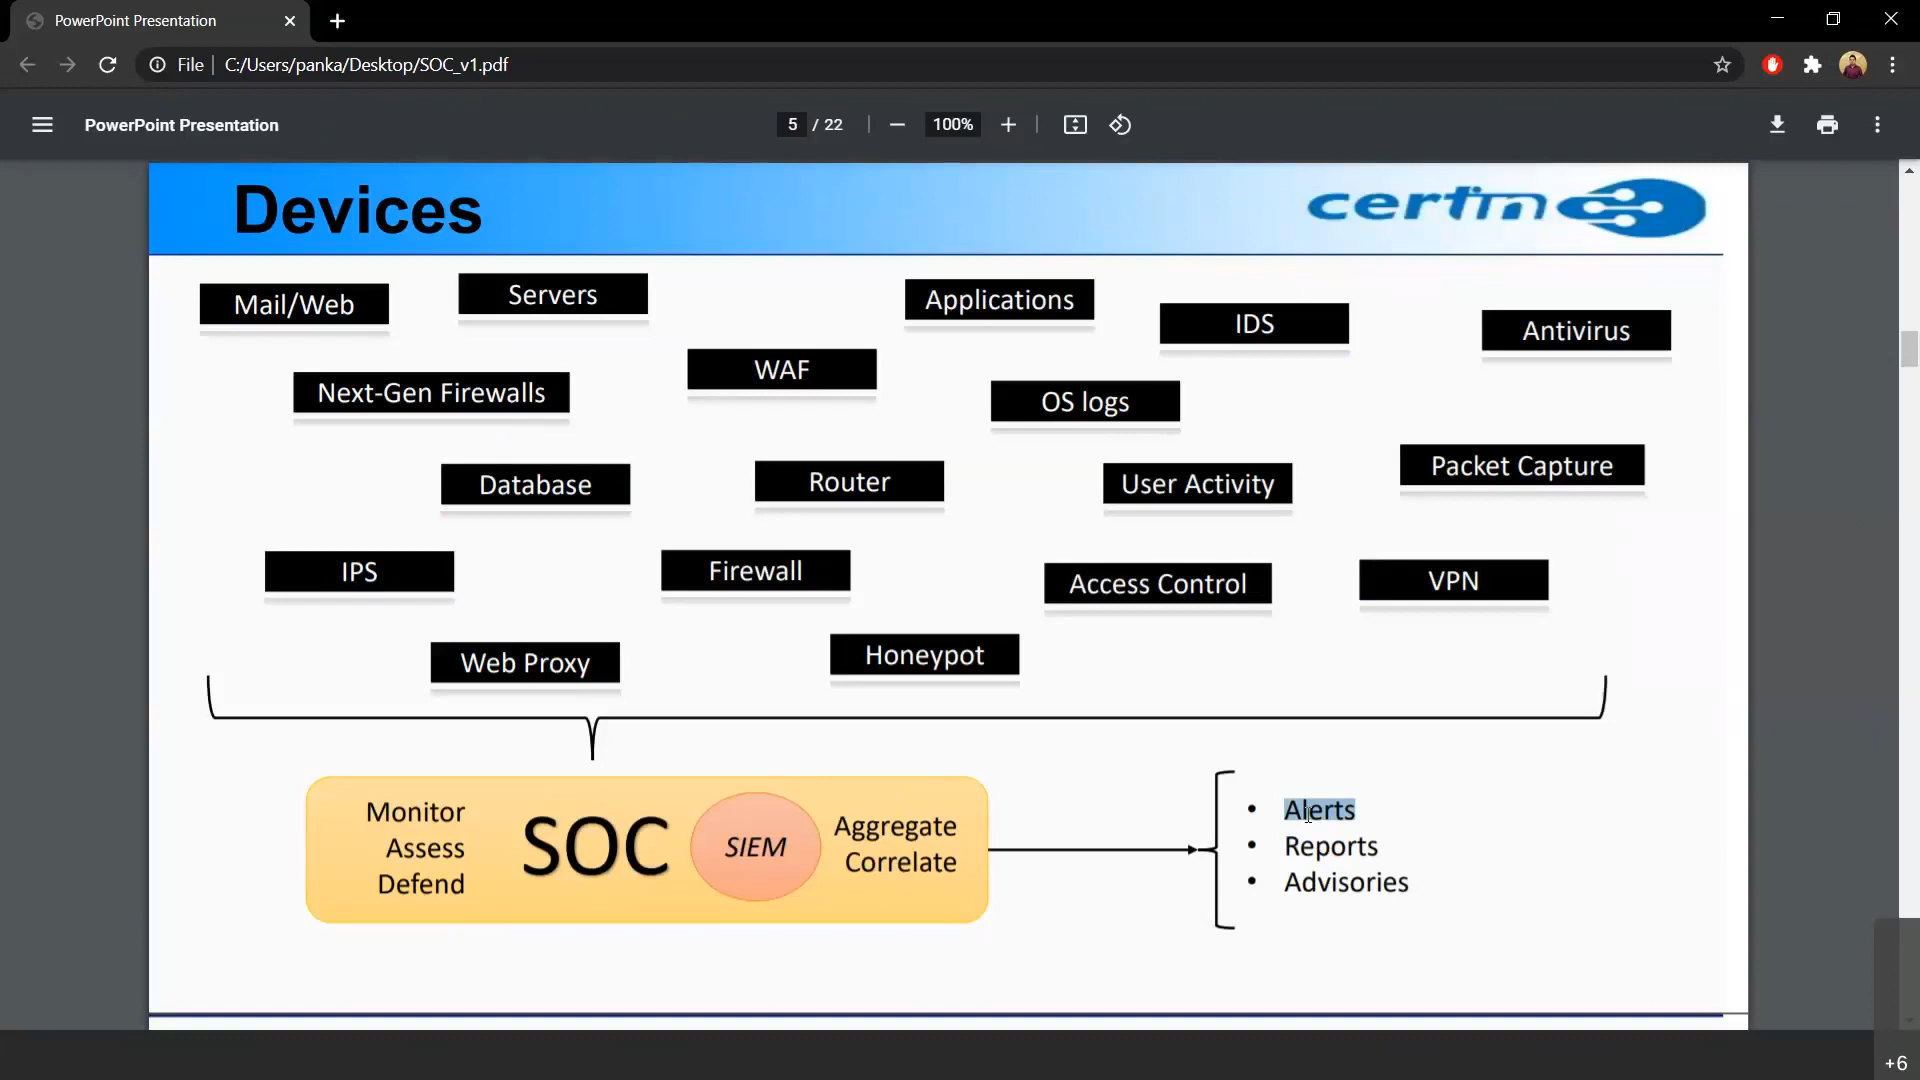 PowerPoint Presentation
File
C:/Users/panka/Desktop/SOC_v1.pdf
PowerPoint Presentation
5 / 22
100%
Devices
certin
Mail/Web
Servers
Applications
IDS
Antivirus
Next-Gen Firewalls
WAF
OS logs
Database
Router
User Activity
Packet Capture
IPS
Firewall
Access Control
VPN
Web Proxy
Honeypot
Monitor
Assess
Defend
SOC
SIEM
Aggregate
Correlate
• Alerts
• Reports
• Advisories
+6